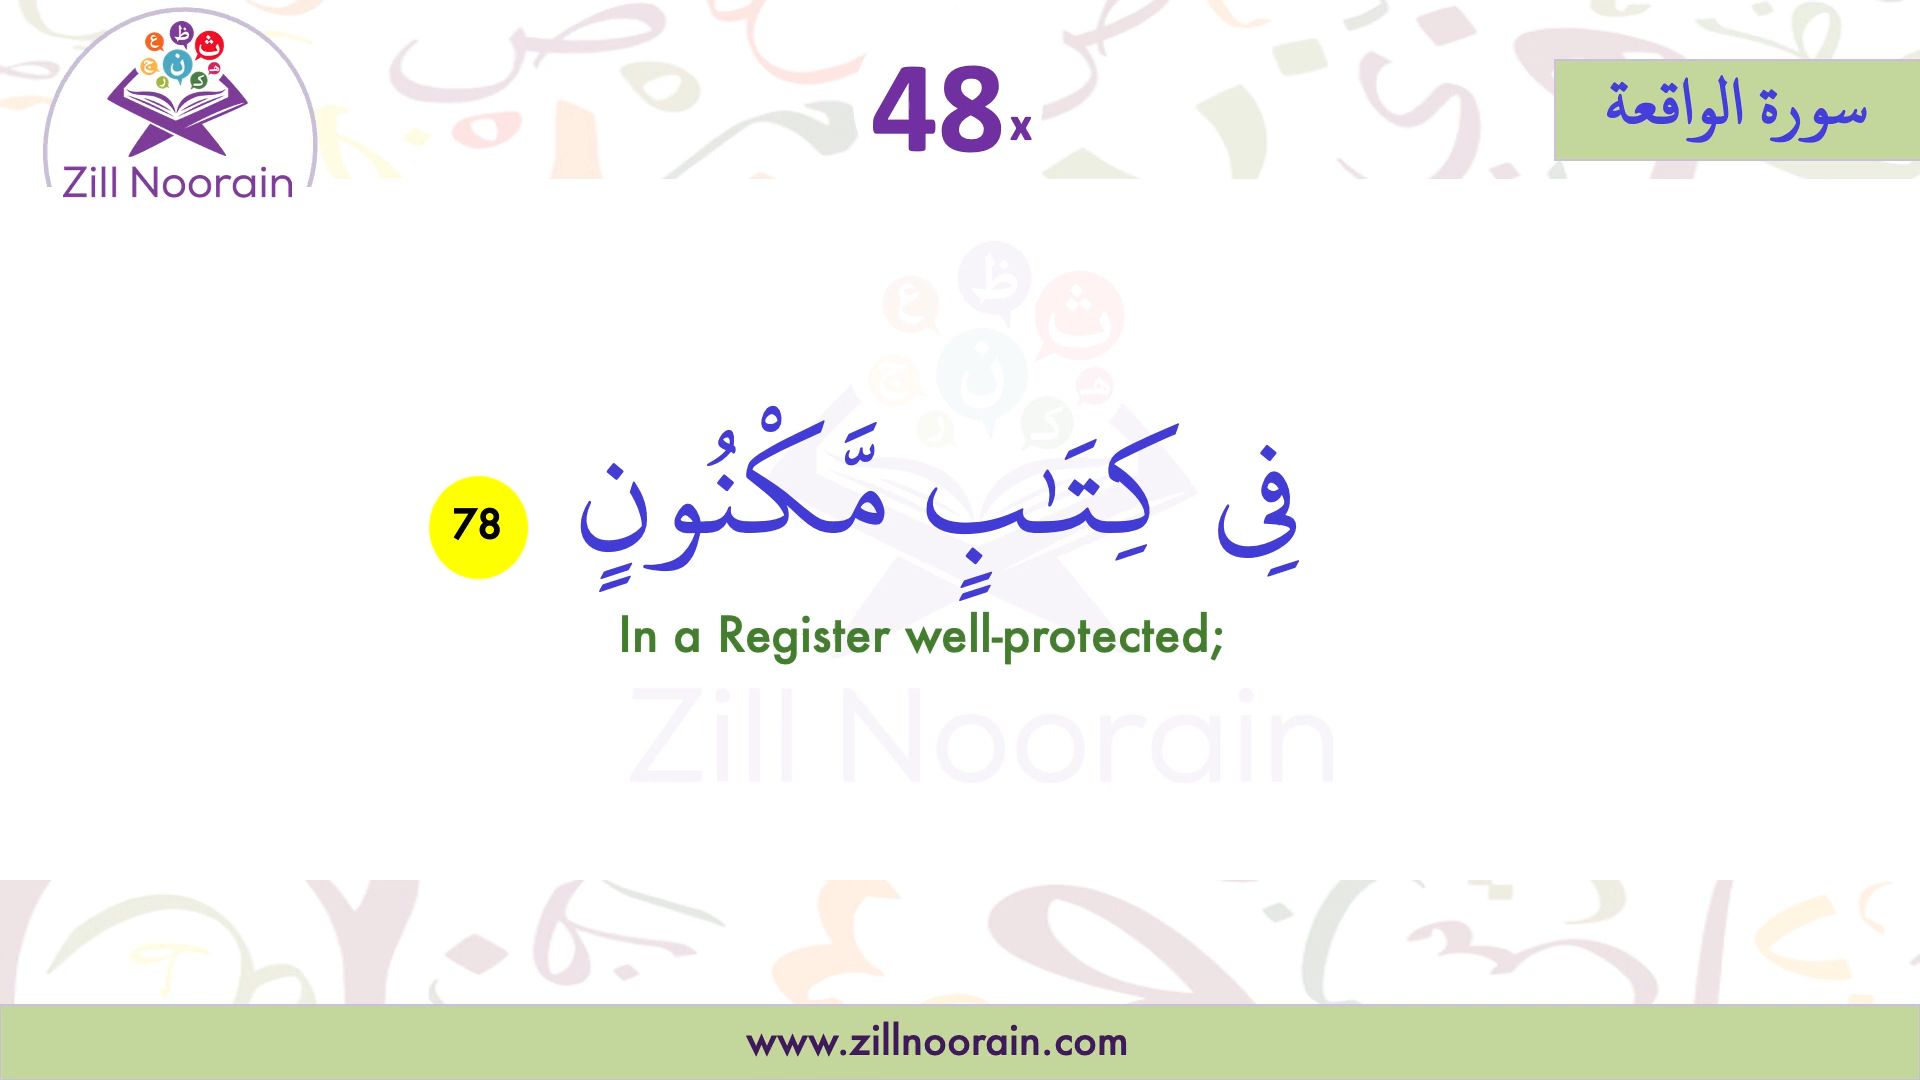 Zill Noorain
48x
سورة الواقعة
فِي كِتَـٰبٍ مَّكْنُونٍ 78
In a Register well-protected;
Zill Noorain
www.zillnoorain.com